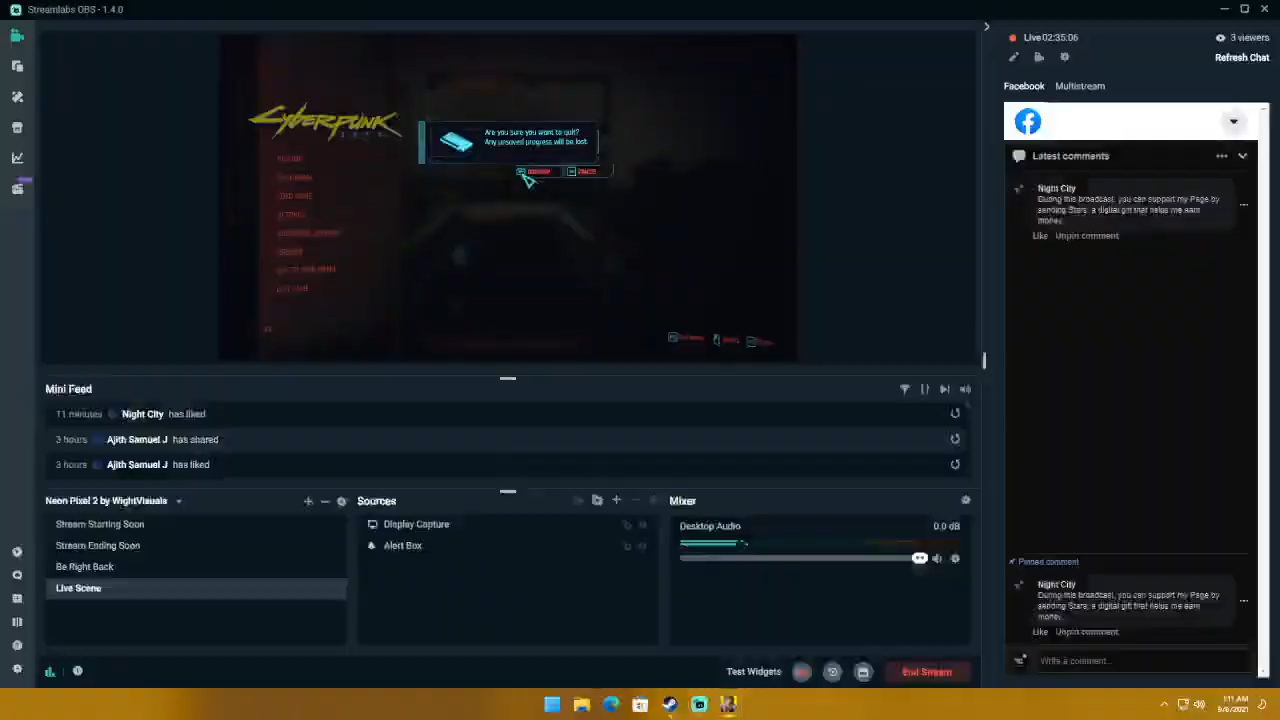 Streamlabs OBS - 1.4.0
Live 02:35:06
3 viewers
Refresh Chat
Facebook
Multistream
CYBERPUNK
Are you sure you want to quit?
Any unsaved progress will be lost.
Latest comments
Night City
During this broadcast, you can support my Page by
sending Stars, a digital gift that helps me earn
money.
Like Unpin comment
Mini Feed
11 minutes Night City has liked
3 hours Ajith Samuel J has shared
3 hours Ajith Samuel J has liked
Neon Pixel 2 by WightVisuals
Stream Starting Soon
Stream Ending Soon
Be Right Back
Live Scene
Sources
Display Capture
Alert Box
Mixer
Desktop Audio
0.0 dB
Pinned comment
Night City
During this broadcast, you can support my Page by
sending Stars, a digital gift that helps me earn
money.
Like Unpin comment
Write a comment...
Test Widgets
End Stream
1:11 AM